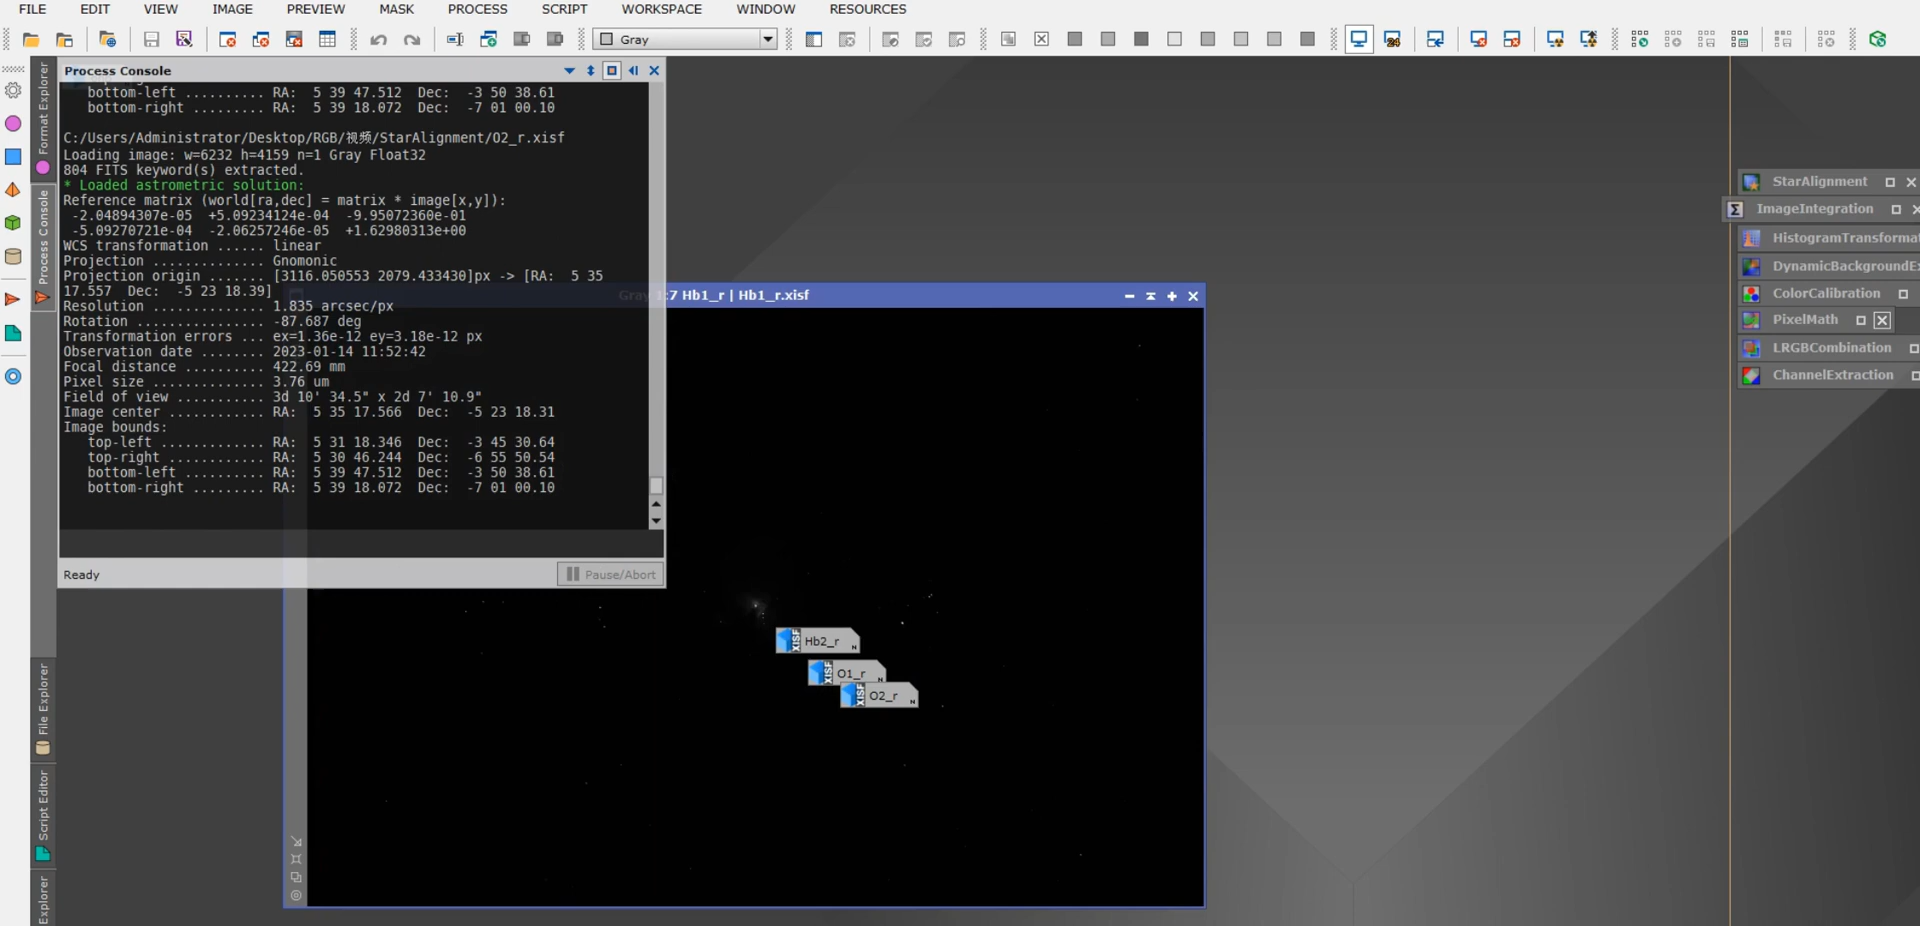 FILE EDIT VIEW IMAGE PREVIEW MASK PROCESS SCRIPT WORKSPACE WINDOW RESOURCES
Gray
24
Process Console
bottom-left .......... RA:  5 39 47.512  Dec:  -3 50 38.61
bottom-right ......... RA:  5 39 18.072  Dec:  -7 01 00.10
C:/Users/Administrator/Desktop/RGB/视频/StarAlignment/O2_r.xisf
Loading image: w=6232 h=4159 n=1 Gray Float32
804 FITS keyword(s) extracted.
* Loaded astrometric solution:
Reference matrix (world[ra,dec] = matrix * image[x,y]):
-2.04894307e-05  +5.09234124e-04  -9.95072360e-01
-5.09270721e-04  -2.06257246e-05  +1.62980313e+00
WCS transformation ...... linear
Projection .............. Gnomonic
Projection origin ....... [3116.050553 2079.433430]px -> [RA:  5 35
17.557  Dec:  -5 23 18.39]
Resolution .............. 1.835 arcsec/px
Rotation ................ -87.687 deg
Transformation errors ... ex=1.36e-12 ey=3.18e-12 px
Observation date ........ 2023-01-14 11:52:42
Focal distance .......... 422.69 mm
Pixel size .............. 3.76 um
Field of view ........... 3d 10' 34.5" x 2d 7' 10.9"
Image center ............ RA:  5 35 17.566  Dec:  -5 23 18.31
Image bounds:
top-left ............. RA:  5 31 18.346  Dec:  -3 45 30.64
top-right ............ RA:  5 30 46.244  Dec:  -6 55 50.54
bottom-left .......... RA:  5 39 47.512  Dec:  -3 50 38.61
bottom-right ......... RA:  5 39 18.072  Dec:  -7 01 00.10
Ready
Pause/Abort
Format Explorer
Process Console
File Explorer
Script Editor
Explorer
:7 Hb1_r | Hb1_r.xisf
XISF Hb2_r
XISF O1_r
XISF O2_r
StarAlignment
ImageIntegration
HistogramTransformat
DynamicBackgroundEx
ColorCalibration
PixelMath
LRGBCombination
ChannelExtraction